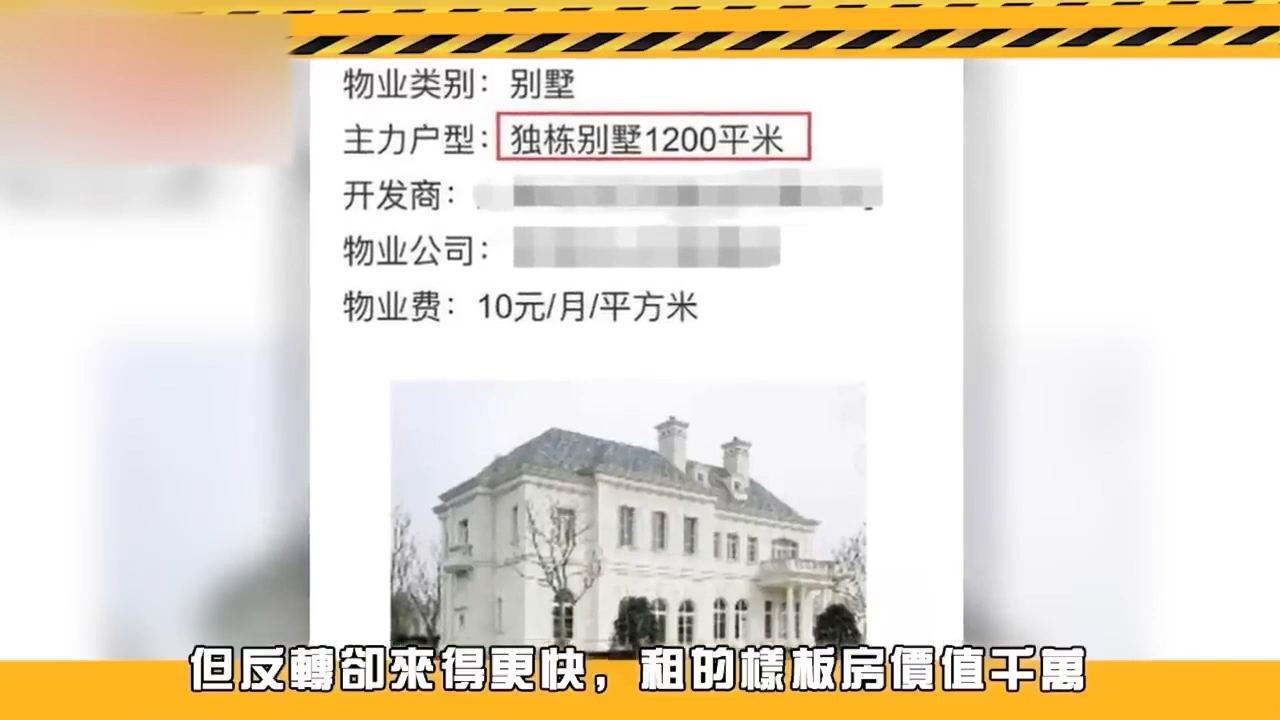 物业类别：别墅
主力户型：独栋别墅1200平米
开发商：
物业公司：
物业费：10元/月/平方米
但反轉卻來得更快，租的樣板房價值千萬